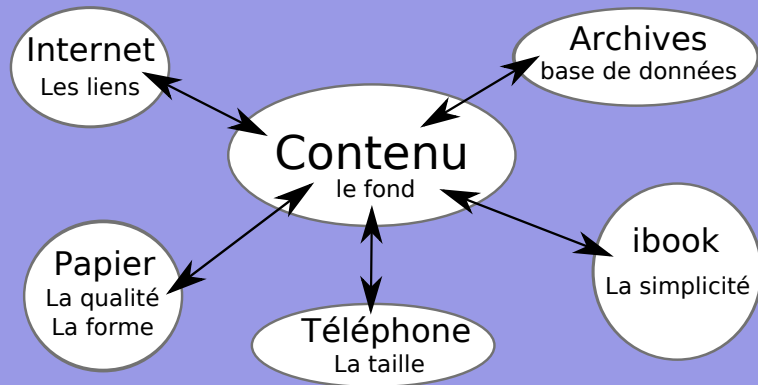 Internet
Les liens
Archives
base de données
Contenu
le fond
Papier
La qualité
La forme
Téléphone
La taille
ibook
La simplicité